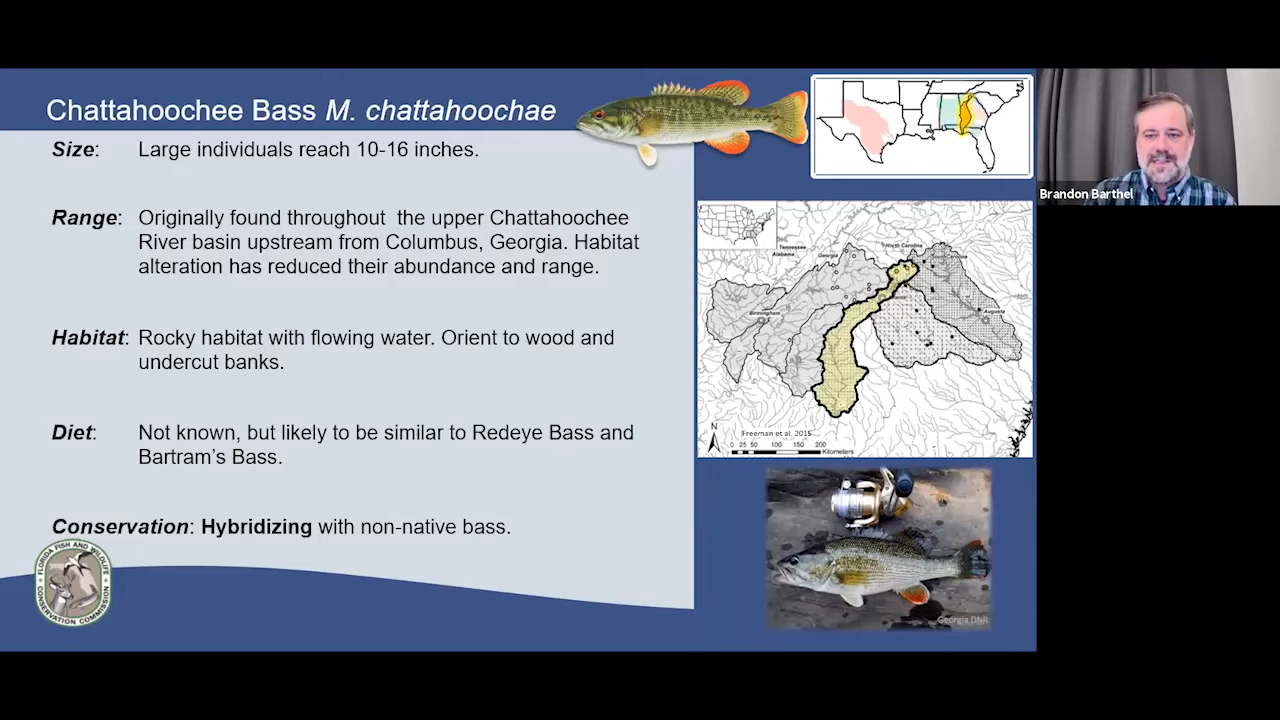 Chattahoochee Bass M. chattahoochae
Size: Large individuals reach 10-16 inches.
Range: Originally found throughout the upper Chattahoochee
River basin upstream from Columbus, Georgia. Habitat
alteration has reduced their abundance and range.
Habitat: Rocky habitat with flowing water. Orient to wood and
undercut banks.
Diet: Not known, but likely to be similar to Redeye Bass and
Bartram's Bass.
Conservation: Hybridizing with non-native bass.
FLORIDA FISH AND WILDLIFE
CONSERVATION COMMISSION
Brandon Barthel
Tennessee
North Carolina
Alabama
Georgia
Birmingham
Augusta
N
Freeman et al. 2015
0 25 50 100 150 200
Kilometers
Georgia DNR